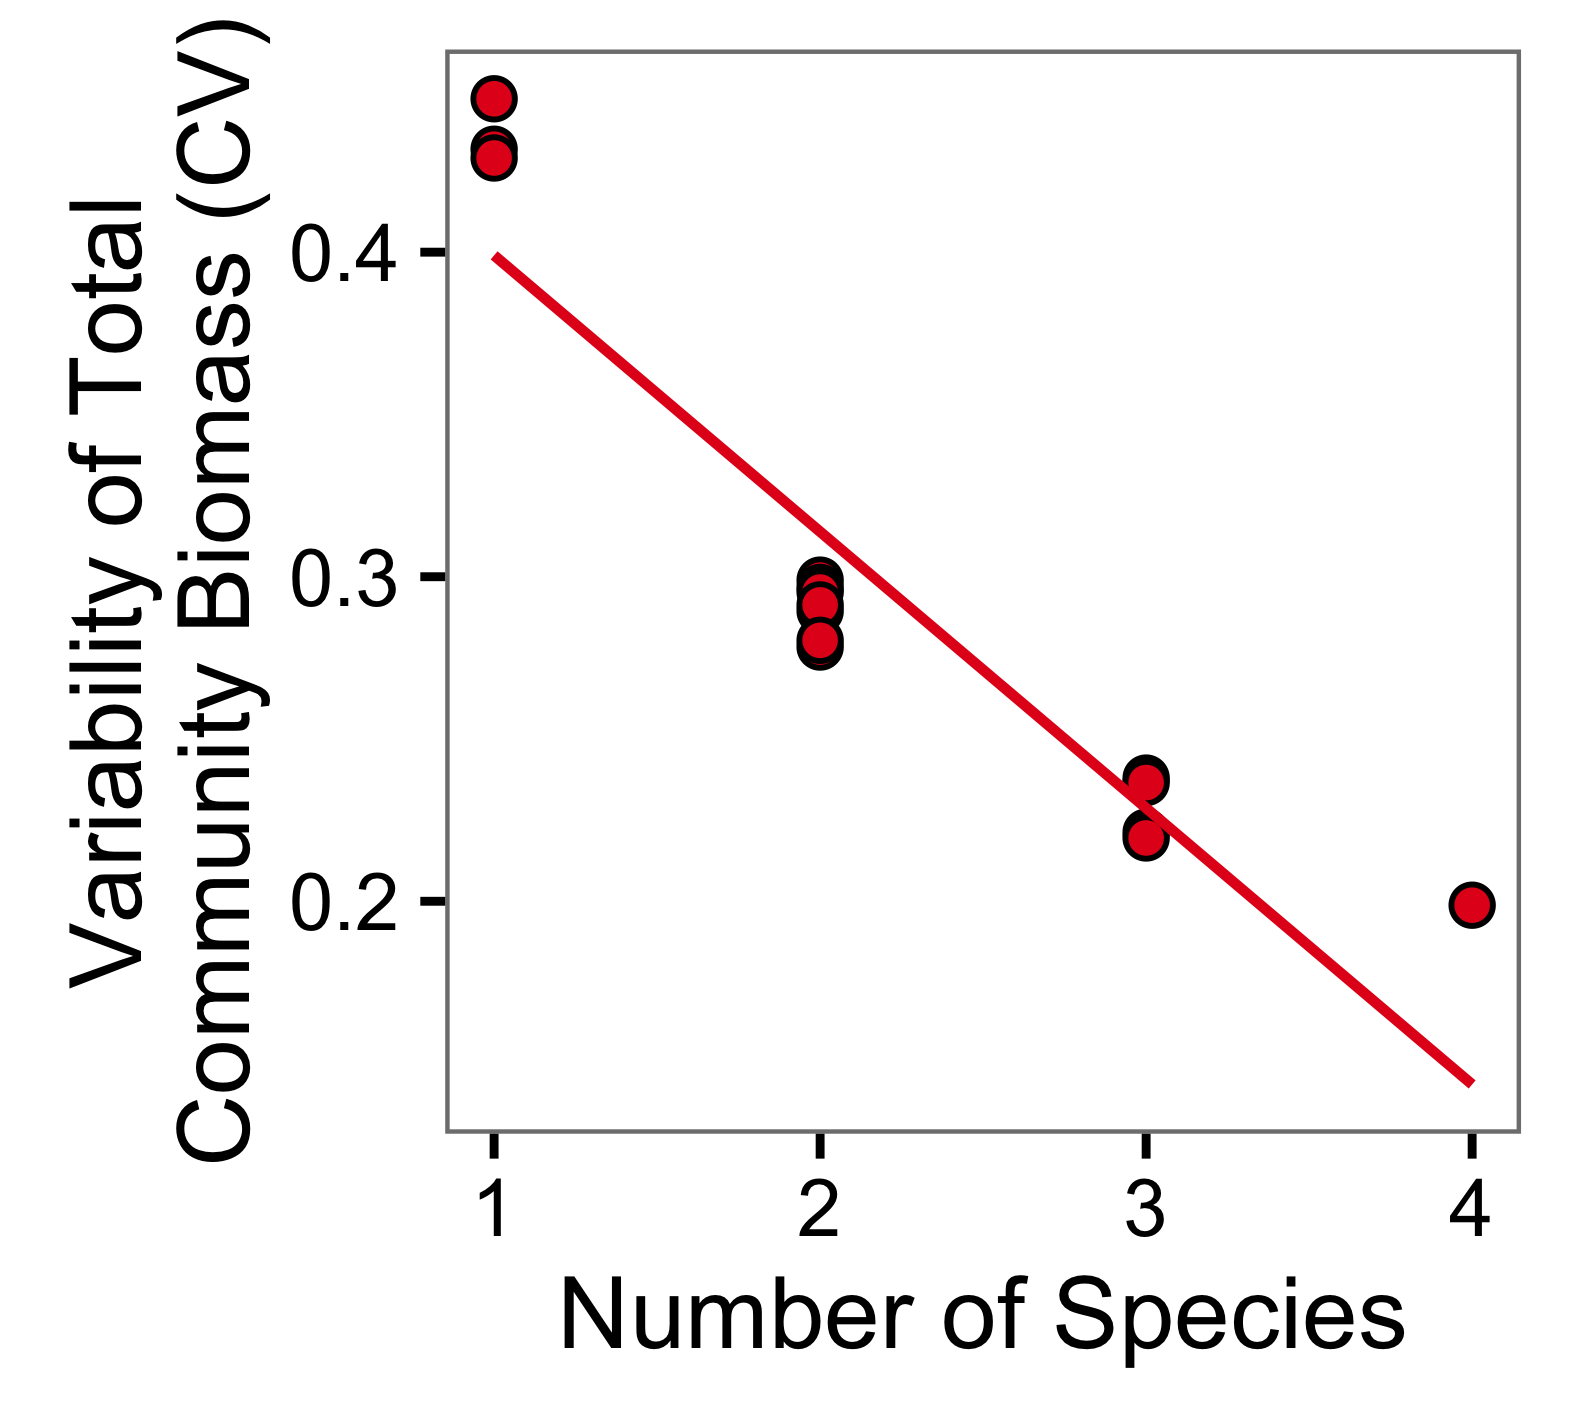 Variability of Total
Community Biomass (CV)
0.4
0.3
0.2
1 2 3 4
Number of Species